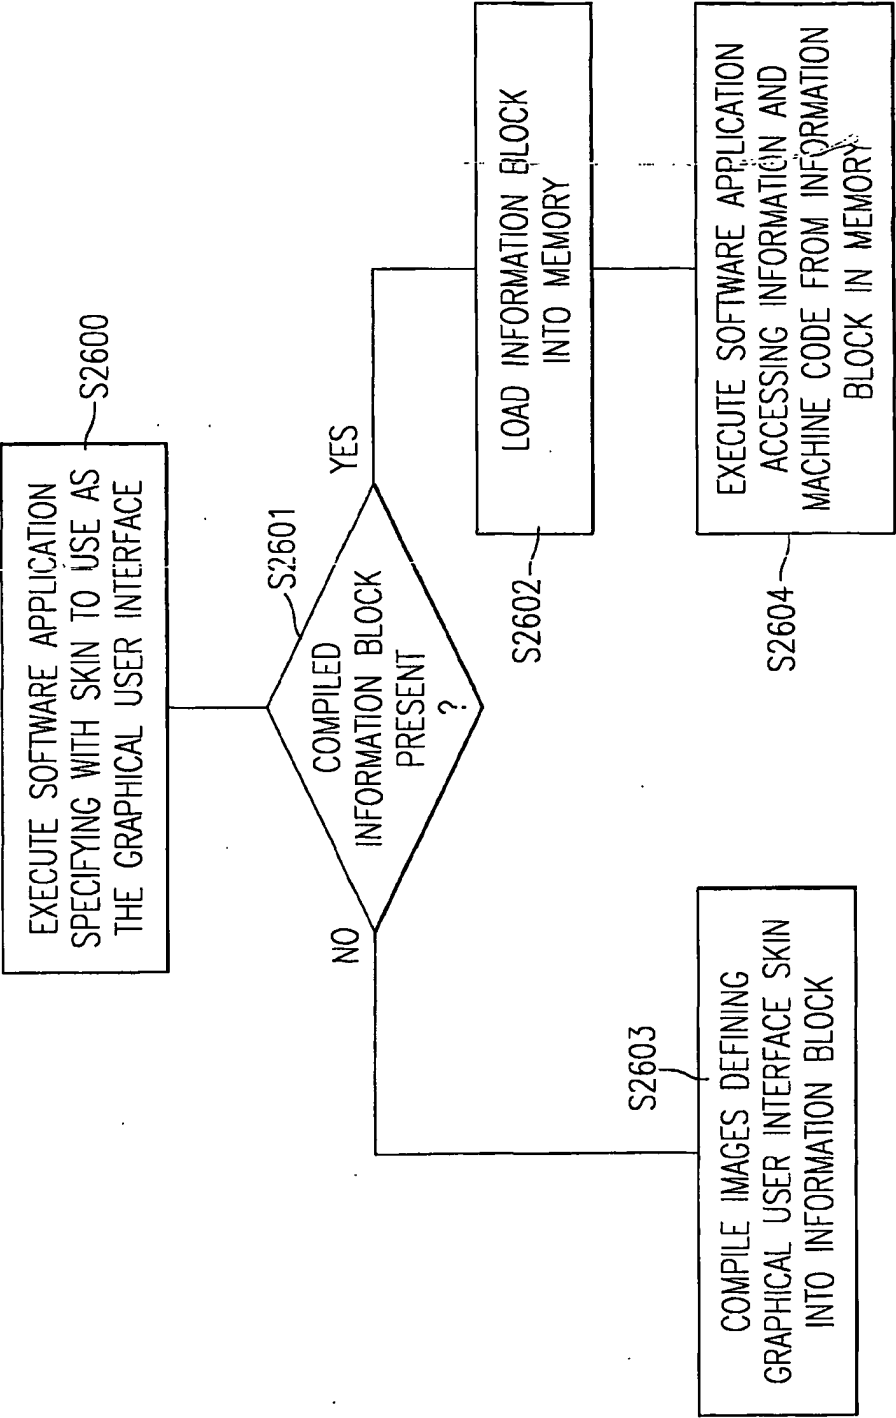 EXECUTE SOFTWARE APPLICATION
SPECIFYING WITH SKIN TO USE AS
THE GRAPHICAL USER INTERFACE
S2600
S2601
COMPILED
INFORMATION BLOCK
PRESENT
?
NO
YES
LOAD INFORMATION BLOCK
INTO MEMORY
S2602
S2603
COMPILE IMAGES DEFINING
GRAPHICAL USER INTERFACE SKIN
INTO INFORMATION BLOCK
EXECUTE SOFTWARE APPLICATION
ACCESSING INFORMATION AND
MACHINE CODE FROM INFORMATION
BLOCK IN MEMORY
S2604